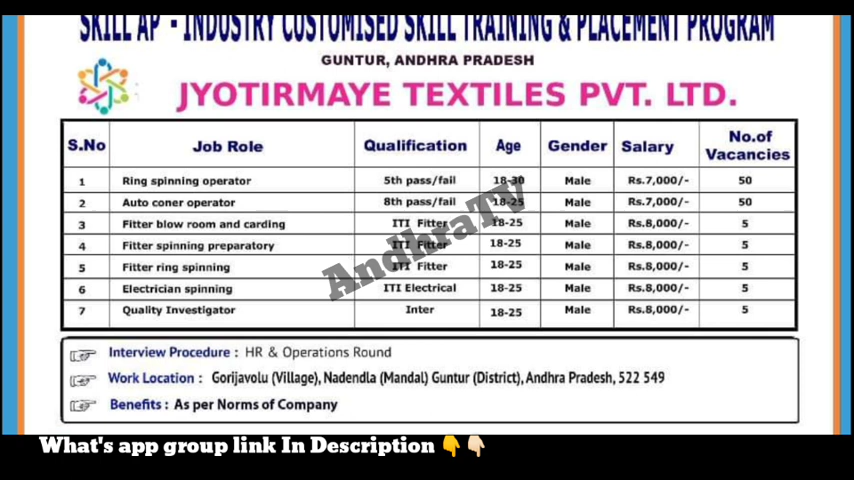 SKILL AP - INDUSTRY CUSTOMISED SKILL TRAINING & PLACEMENT PROGRAM
GUNTUR, ANDHRA PRADESH
JYOTIRMAYE TEXTILES PVT. LTD.
S.No Job Role Qualification Age Gender Salary No.of Vacancies
1 Ring spinning operator 5th pass/fail 18-30 Male Rs.7,000/- 50
2 Auto coner operator 8th pass/fail 18-25 Male Rs.7,000/- 50
3 Fitter blow room and carding ITI Fitter 18-25 Male Rs.8,000/- 5
4 Fitter spinning preparatory ITI Fitter 18-25 Male Rs.8,000/- 5
5 Fitter ring spinning ITI Fitter 18-25 Male Rs.8,000/- 5
6 Electrician spinning ITI Electrical 18-25 Male Rs.8,000/- 5
7 Quality Investigator Inter 18-25 Male Rs.8,000/- 5
AndhraTV
Interview Procedure : HR & Operations Round
Work Location : Gorijavolu (Village), Nadendla (Mandal) Guntur (District), Andhra Pradesh, 522 549
Benefits : As per Norms of Company
What's app group link In Description 👇👇🏻